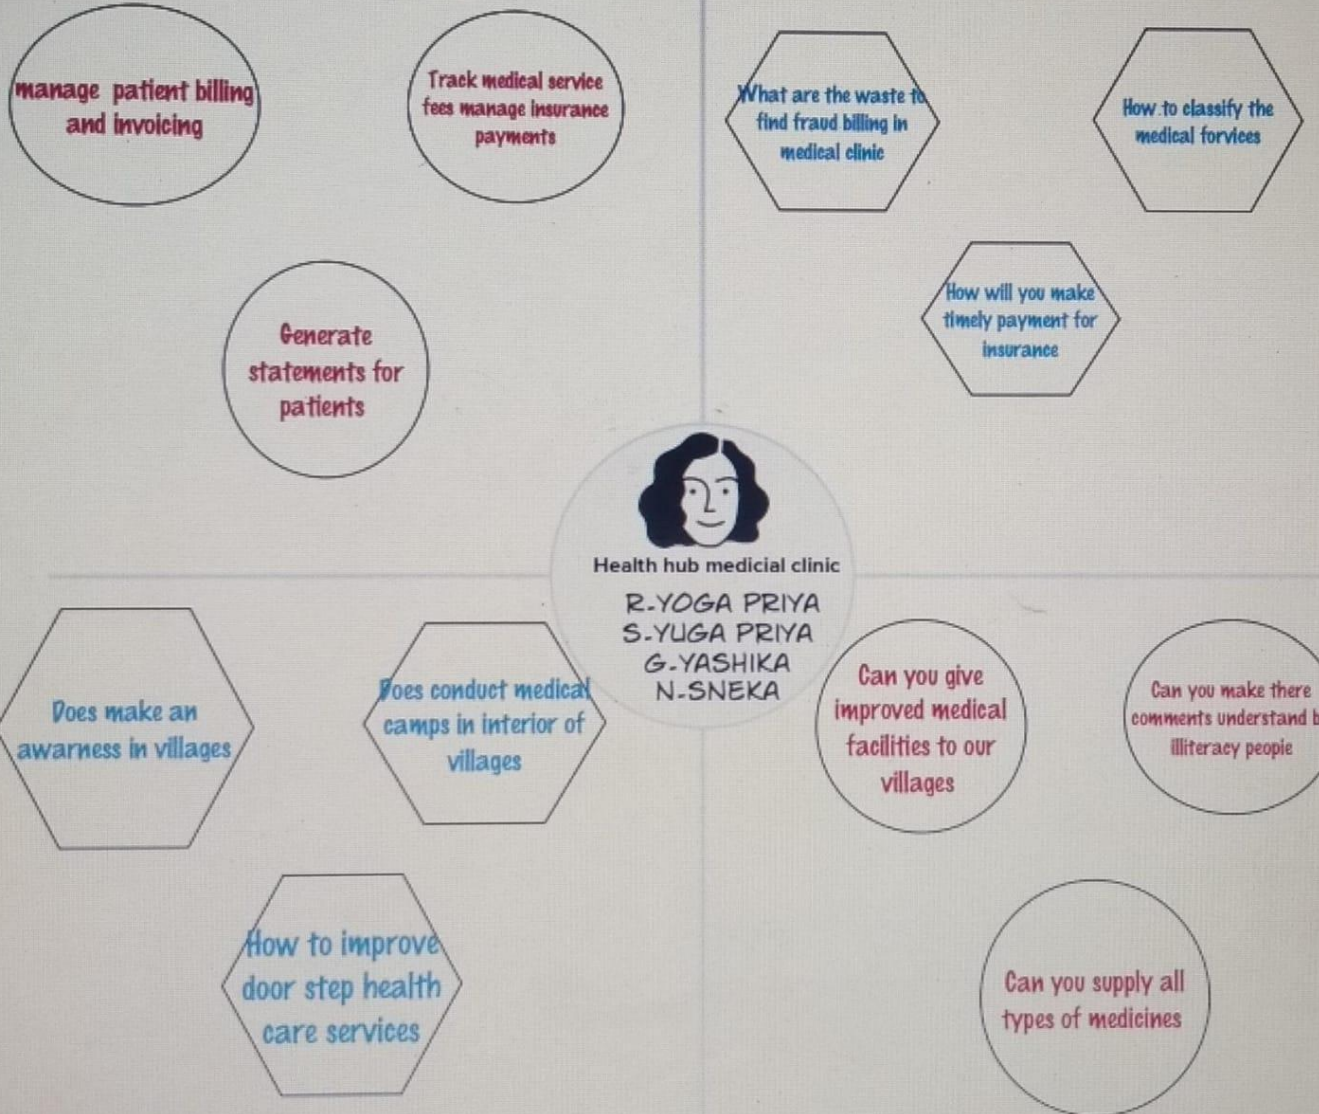 manage patient billing
and invoicing
Track medical service
fees manage insurance
payments
Generate
statements for
patients
What are the waste to
find fraud billing in
medical clinic
How to classify the
medical forvices
How will you make
timely payment for
insurance
Health hub medicial clinic
R-YOGA PRIYA
S-YUGA PRIYA
G-YASHIKA
N-SNEKA
Does make an
awarness in villages
Does conduct medical
camps in interior of
villages
How to improve
door step health
care services
Can you give
improved medical
facilities to our
villages
Can you make there
comments understand
illiteracy people
Can you supply all
types of medicines